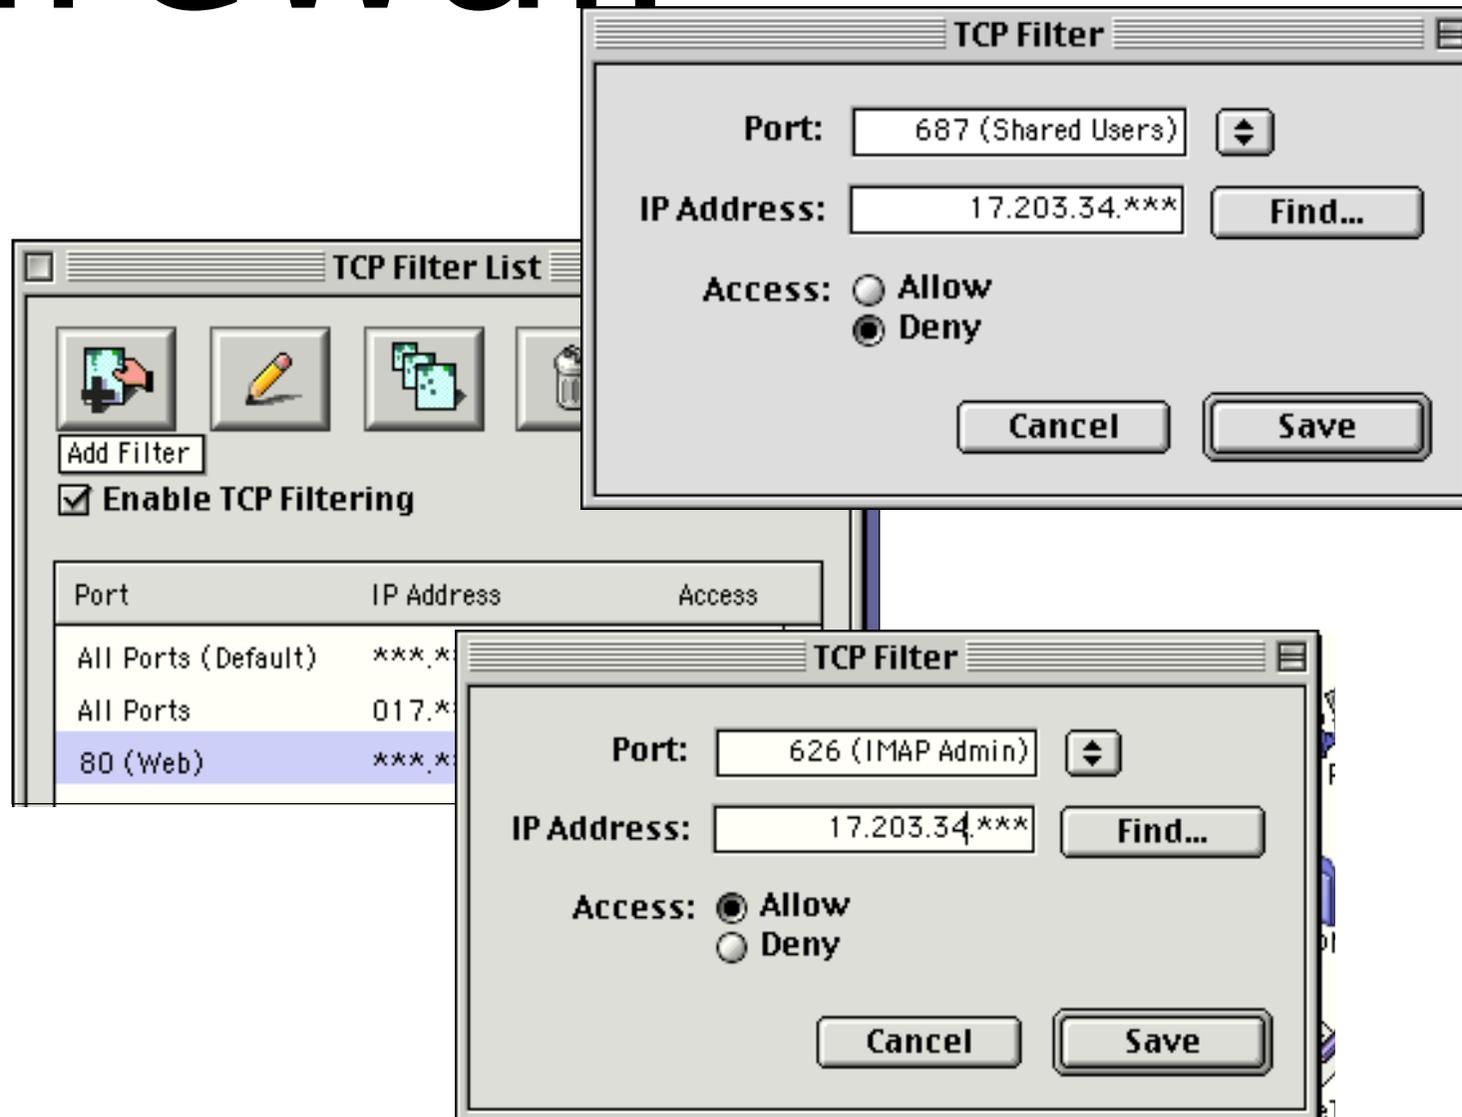 TCP Filter
Port: 687 (Shared Users)
IP Address: 17.203.34.*** Find...
Access: Allow
Deny
Cancel Save
TCP Filter List
Add Filter
Enable TCP Filtering
Port IP Address Access
All Ports (Default) ***.*
All Ports 017.*
80 (Web) ***.*
TCP Filter
Port: 626 (IMAP Admin)
IP Address: 17.203.34.*** Find...
Access: Allow
Deny
Cancel Save